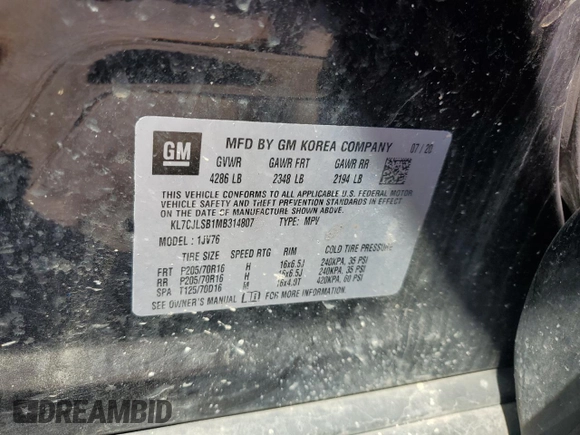 GM
MFD BY GM KOREA COMPANY 07/20
GVWR GAWR FRT GAWR RR
4286 LB 2348 LB 2194 LB
THIS VEHICLE CONFORMS TO ALL APPLICABLE U.S. FEDERAL MOTOR
VEHICLE SAFETY AND THEFT PREVENTION STANDARDS IN EFFECT ON THE
DATE OF MANUFACTURE SHOWN ABOVE.
KL7CJLSB1MB314807 TYPE: MPV
MODEL: 1JV76
TIRE SIZE SPEED RTG RIM COLD TIRE PRESSURE
FRT P205/70R16 H 16x6.5J 240KPA, 35 PSI
RR P205/70R16 H 16x6.5J 240KPA, 35 PSI
SPA T125/70D16 M 16x4.0T 420KPA, 60 PSI
SEE OWNER'S MANUAL FOR MORE INFORMATION.
DREAMBID